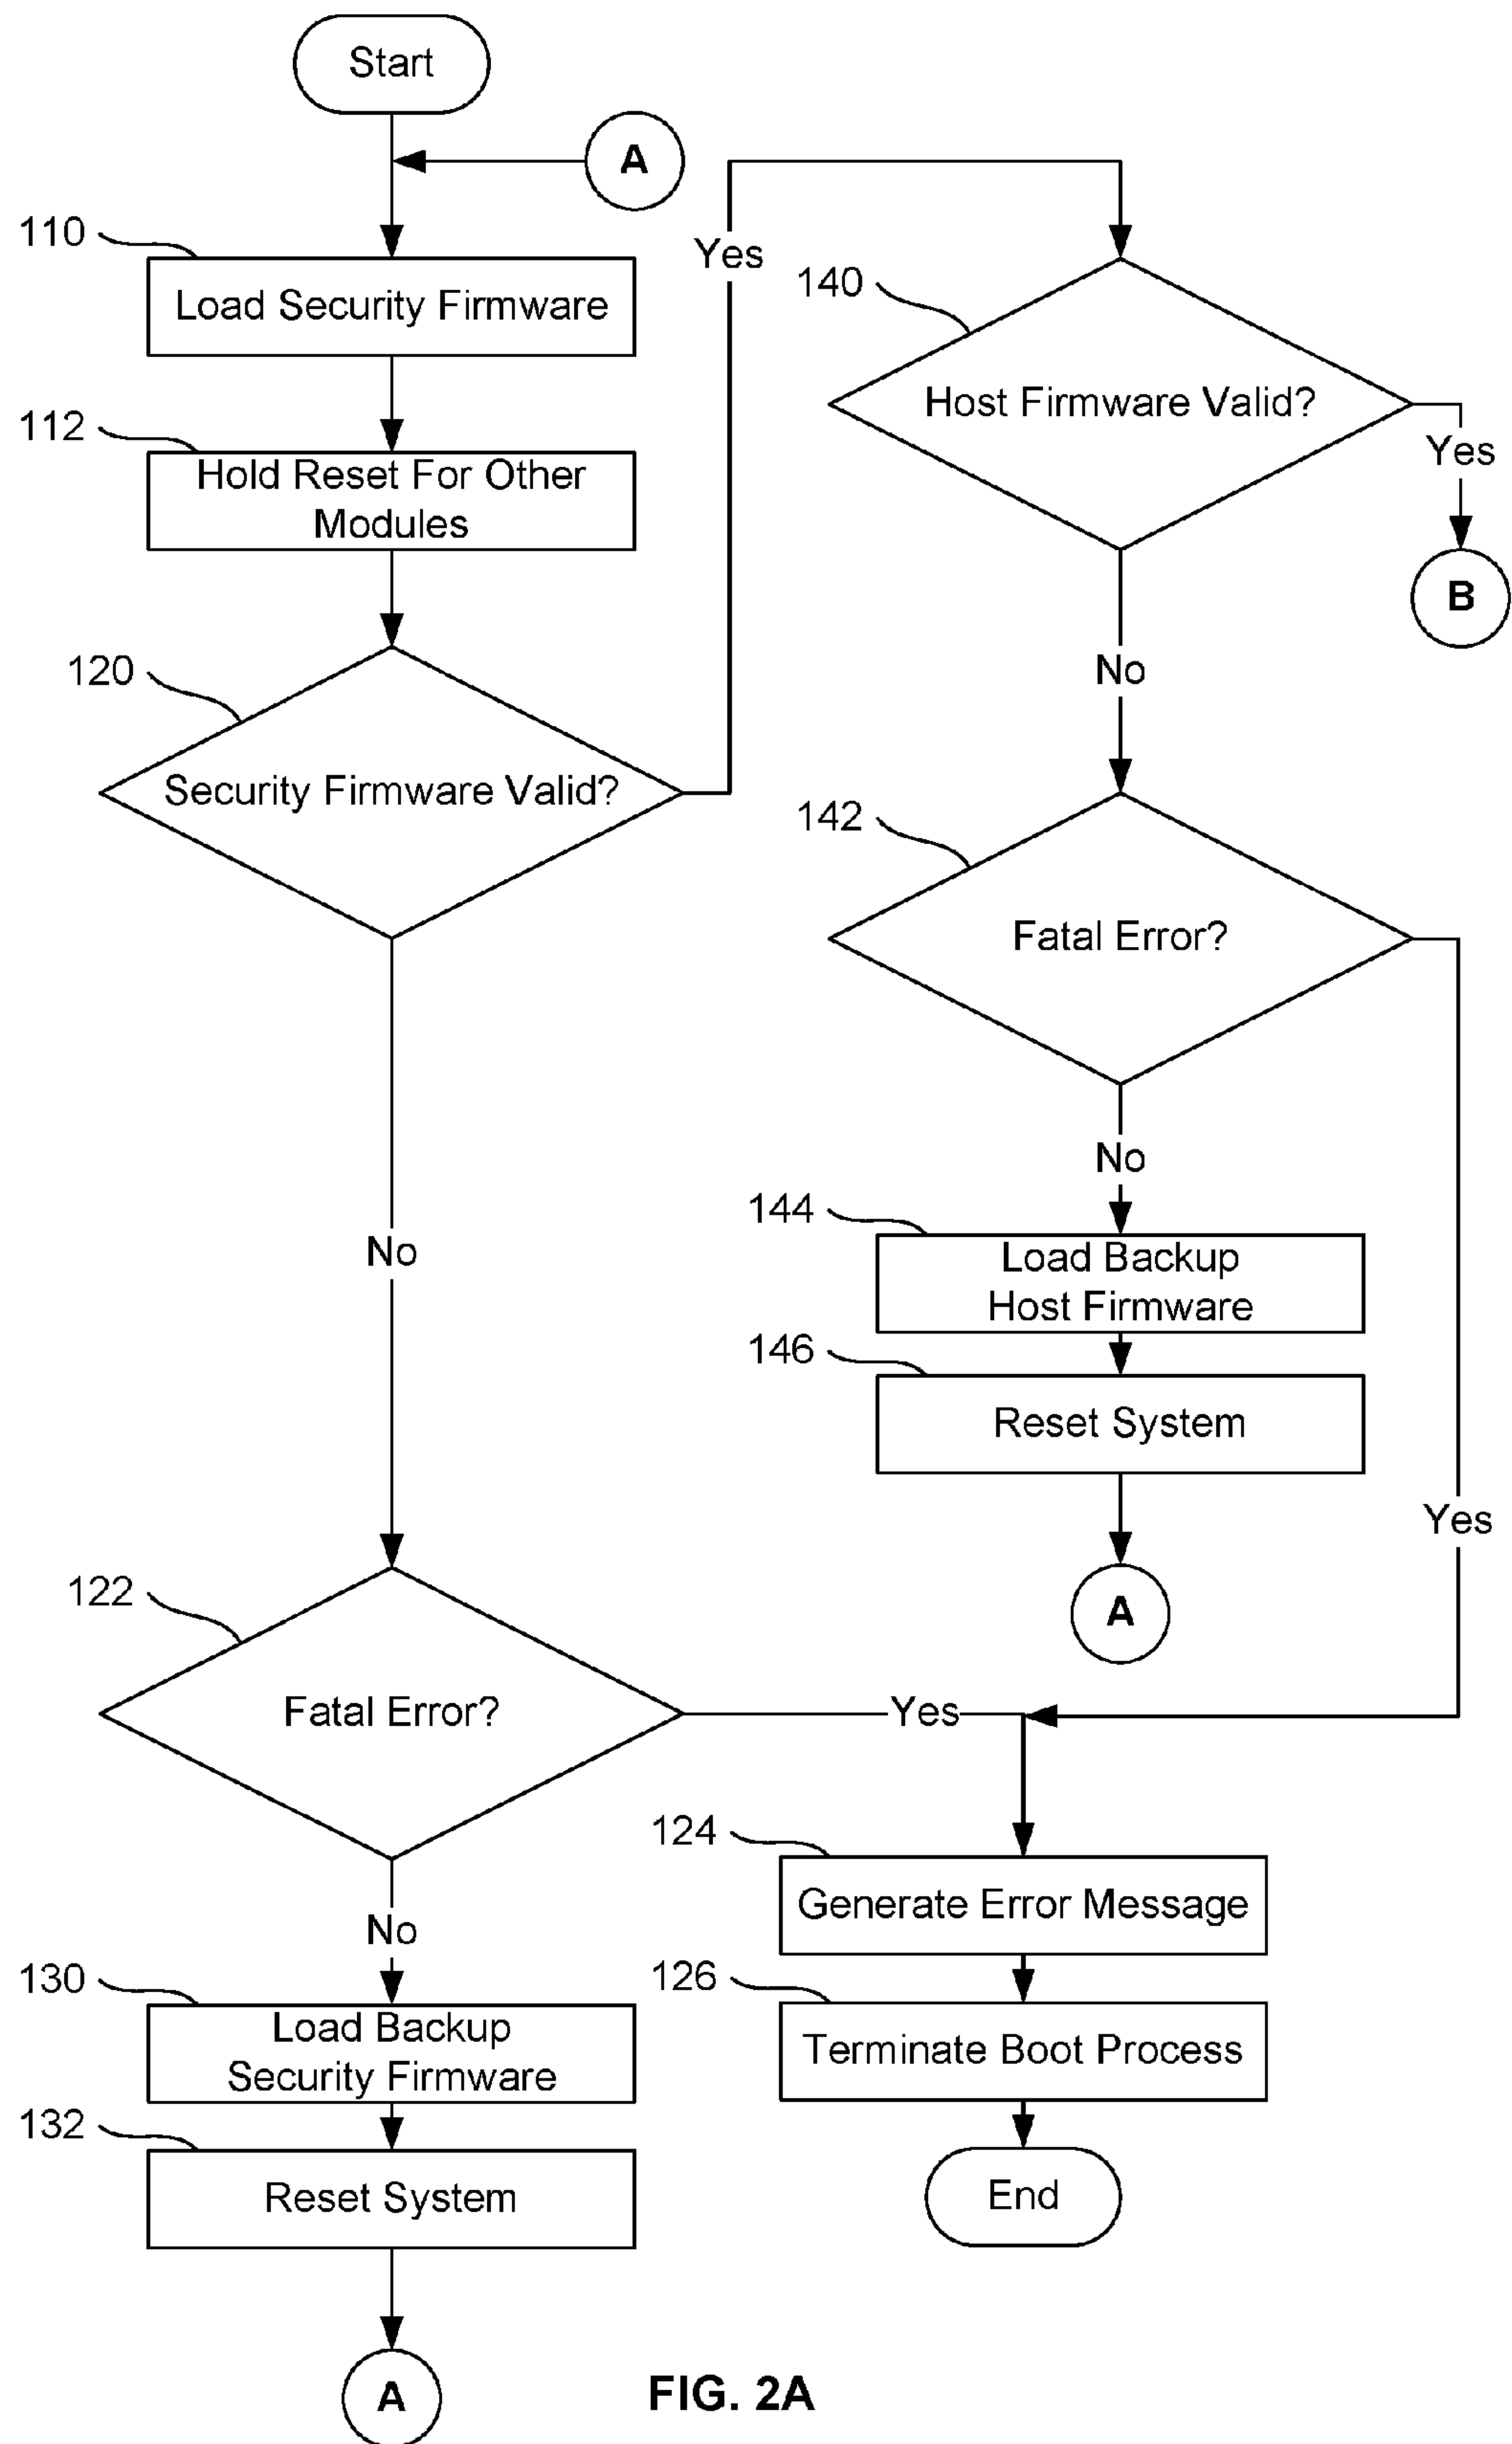 Start
A
110
Load Security Firmware
112
Hold Reset For Other
Modules
120
Security Firmware Valid?
Yes
No
122
Fatal Error?
Yes
No
130
Load Backup
Security Firmware
132
Reset System
A
140
Host Firmware Valid?
Yes
B
No
142
Fatal Error?
No
Yes
144
Load Backup
Host Firmware
146
Reset System
A
124
Generate Error Message
126
Terminate Boot Process
End
FIG. 2A